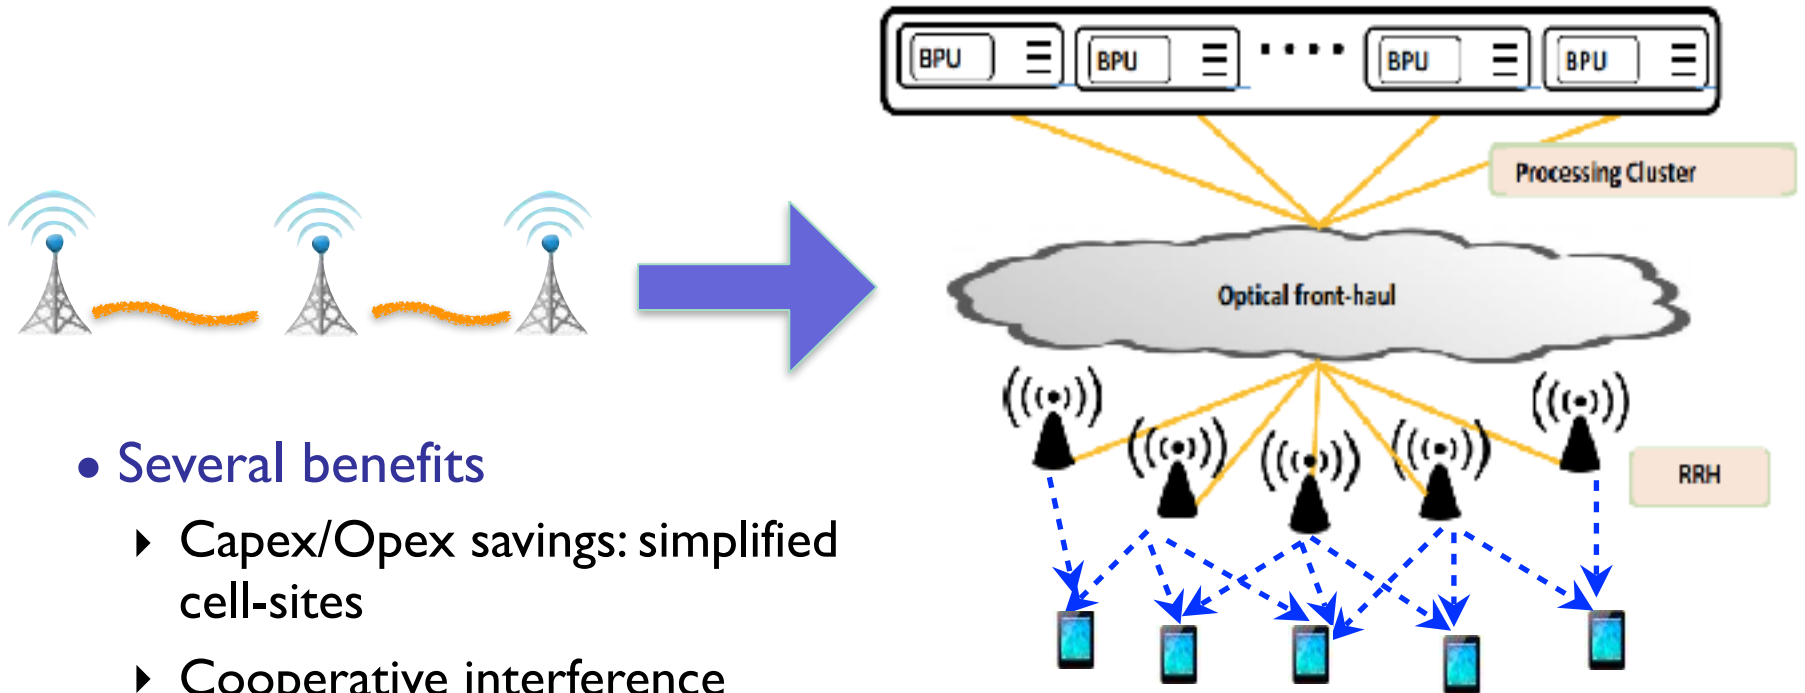 BPU BPU BPU BPU
Processing Cluster
Optical front-haul
RRH
• Several benefits
‣ Capex/Opex savings: simplified
cell-sites
‣ Cooperative interference